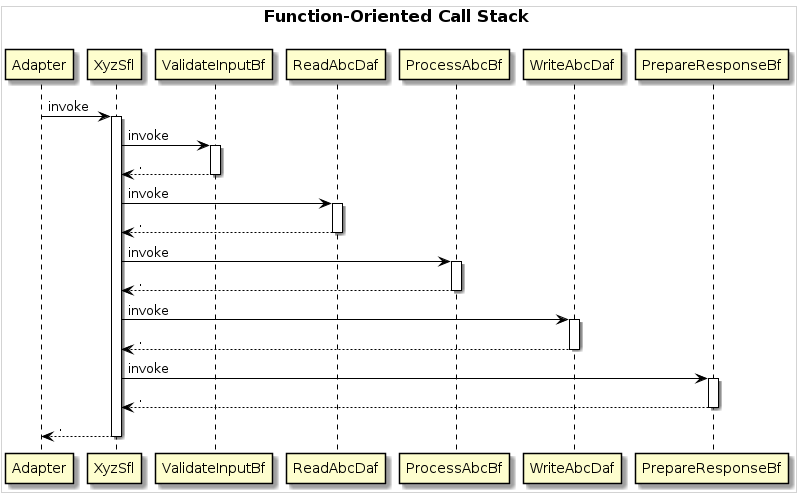 Function-Oriented Call Stack
Adapter XyzSfl ValidateInputBf ReadAbcDaf ProcessAbcBf WriteAbcDaf PrepareResponseBf
invoke
invoke
.
invoke
.
invoke
.
invoke
.
invoke
.
.
Adapter XyzSfl ValidateInputBf ReadAbcDaf ProcessAbcBf WriteAbcDaf PrepareResponseBf